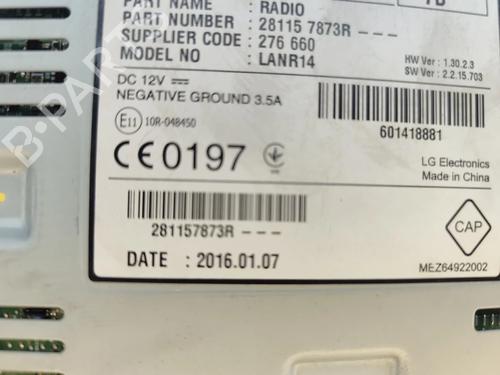 PART NAME : RADIO
PART NUMBER : 28115 7873R - - -
SUPPLIER CODE : 276 660
MODEL NO : LANR14
HW Ver : 1.30.2.3
SW Ver : 2.2.15.703
DC 12V
NEGATIVE GROUND 3.5A
E11 10R-048450
601418881
CE 0197
LG Electronics
Made in China
281157873R - - -
CAP
DATE : 2016.01.07
MEZ64922002
B-PARTS